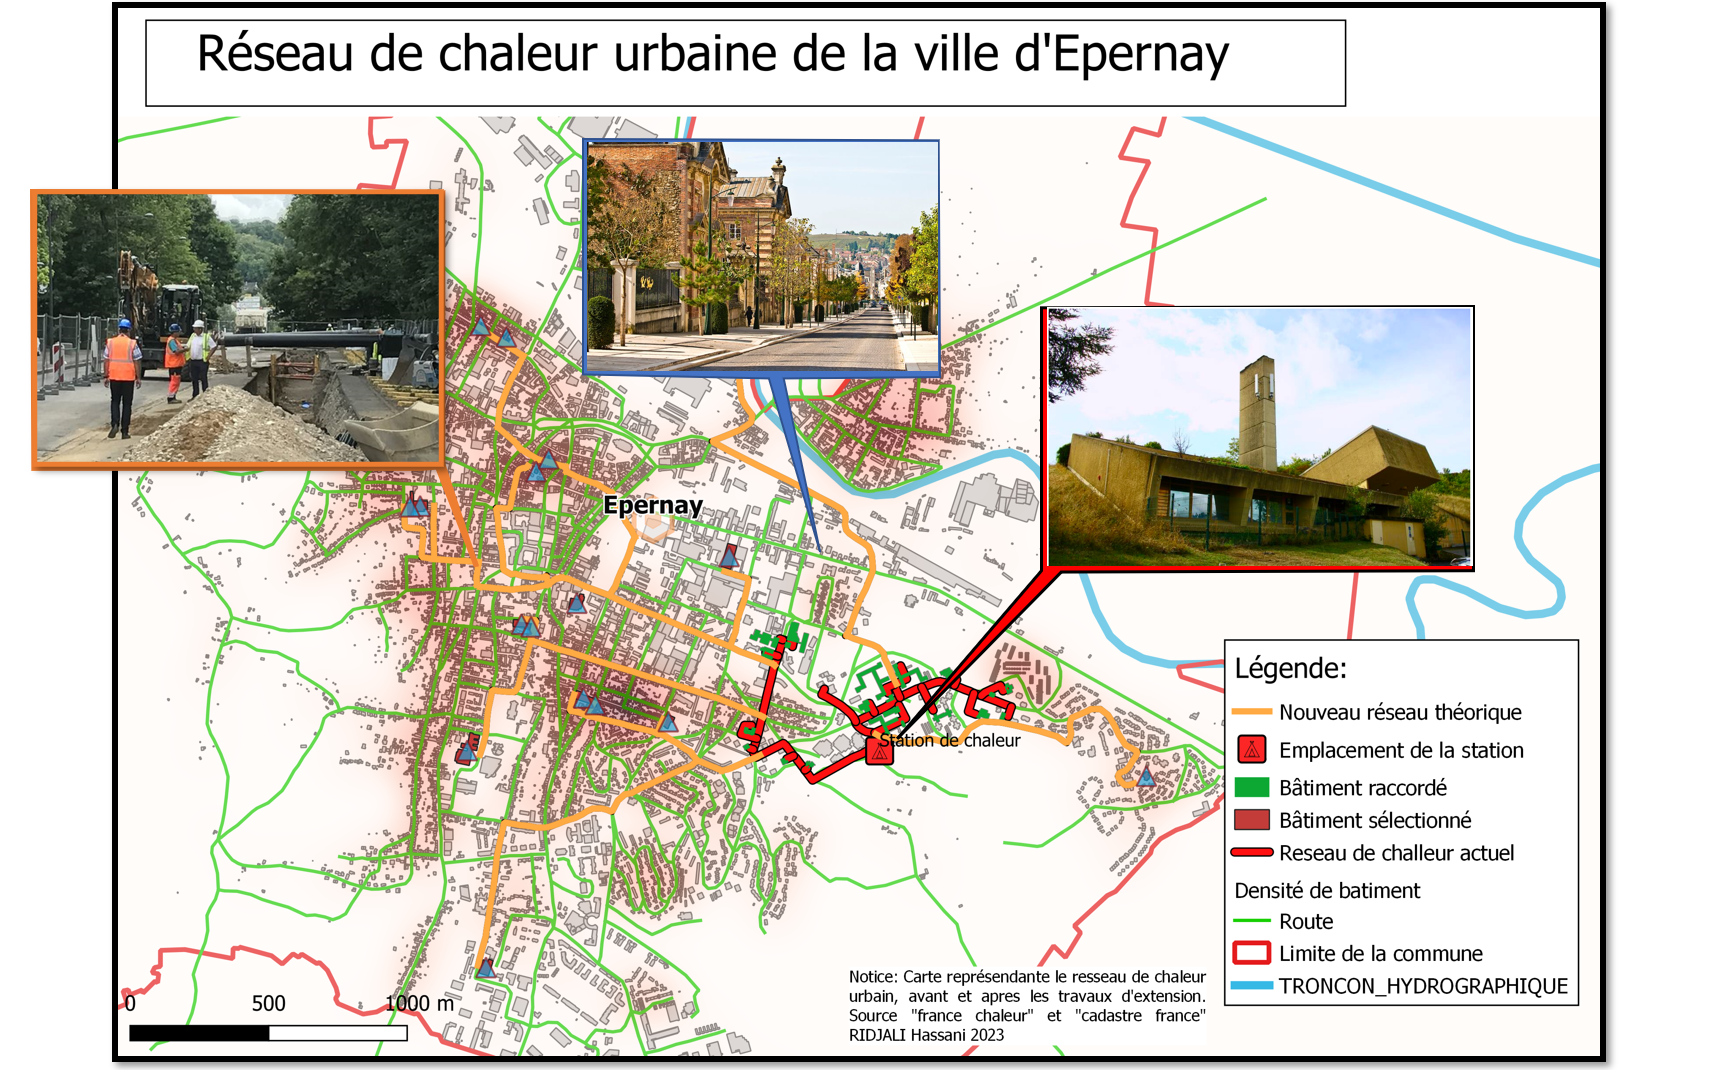 Réseau de chaleur urbaine de la ville d'Epernay
Epernay
Station de chaleur
Légende:
Nouveau réseau théorique
Emplacement de la station
Bâtiment raccordé
Bâtiment sélectionné
Reseau de challeur actuel
Densité de batiment
Route
Limite de la commune
TRONCON_HYDROGRAPHIQUE
Notice: Carte représendante le resseau de chaleur
urbain, avant et apres les travaux d'extension.
Source "france chaleur" et "cadastre france"
RIDJALI Hassani 2023
0 500 1000 m